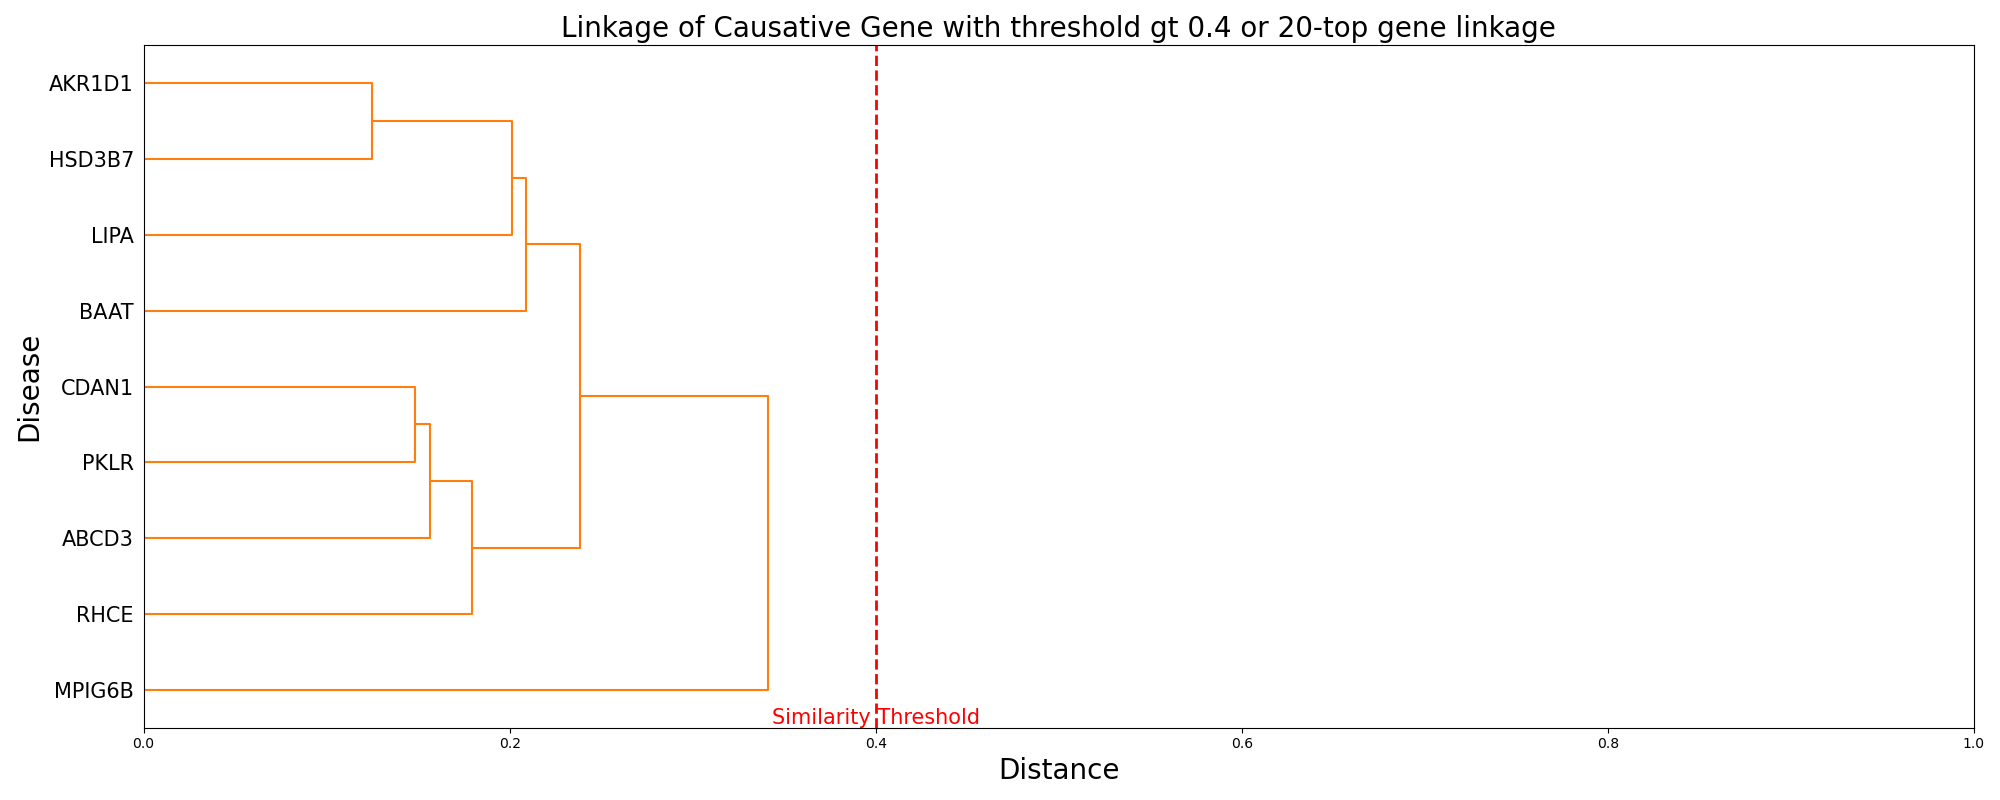 Linkage of Causative Gene with threshold gt 0.4 or 20-top gene linkage
AKR1D1
HSD3B7
LIPA
BAAT
CDAN1
PKLR
ABCD3
RHCE
MPIG6B
Disease
Similarity Threshold
0.0 0.2 0.4 0.6 0.8 1.0
Distance